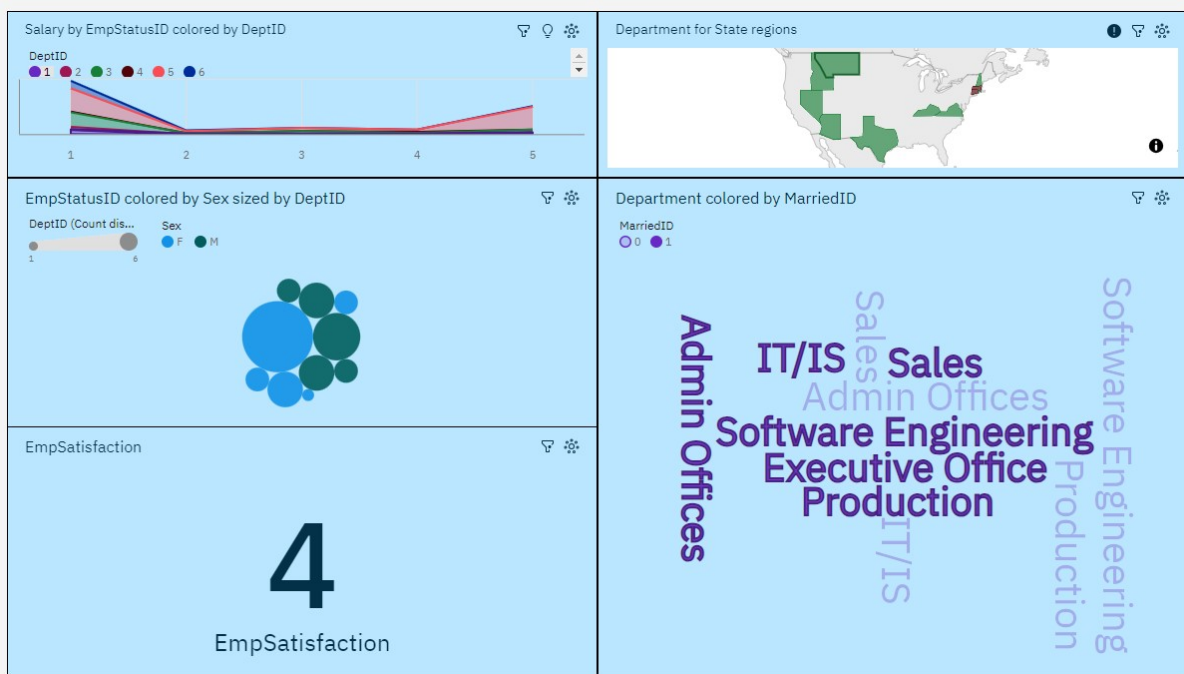 Salary by EmpStatusID colored by DeptID
DeptID
1 2 3 4 5 6
1 2 3 4 5
Department for State regions
EmpStatusID colored by Sex sized by DeptID
DeptID (Count dis...
1 6
Sex
F M
EmpSatisfaction
4
EmpSatisfaction
Department colored by MarriedID
MarriedID
0 1
Admin Offices
IT/IS
Sales
Sales
Admin Offices
Software Engineering
Executive Office
Production
IT/IS
Production
Software Engineering